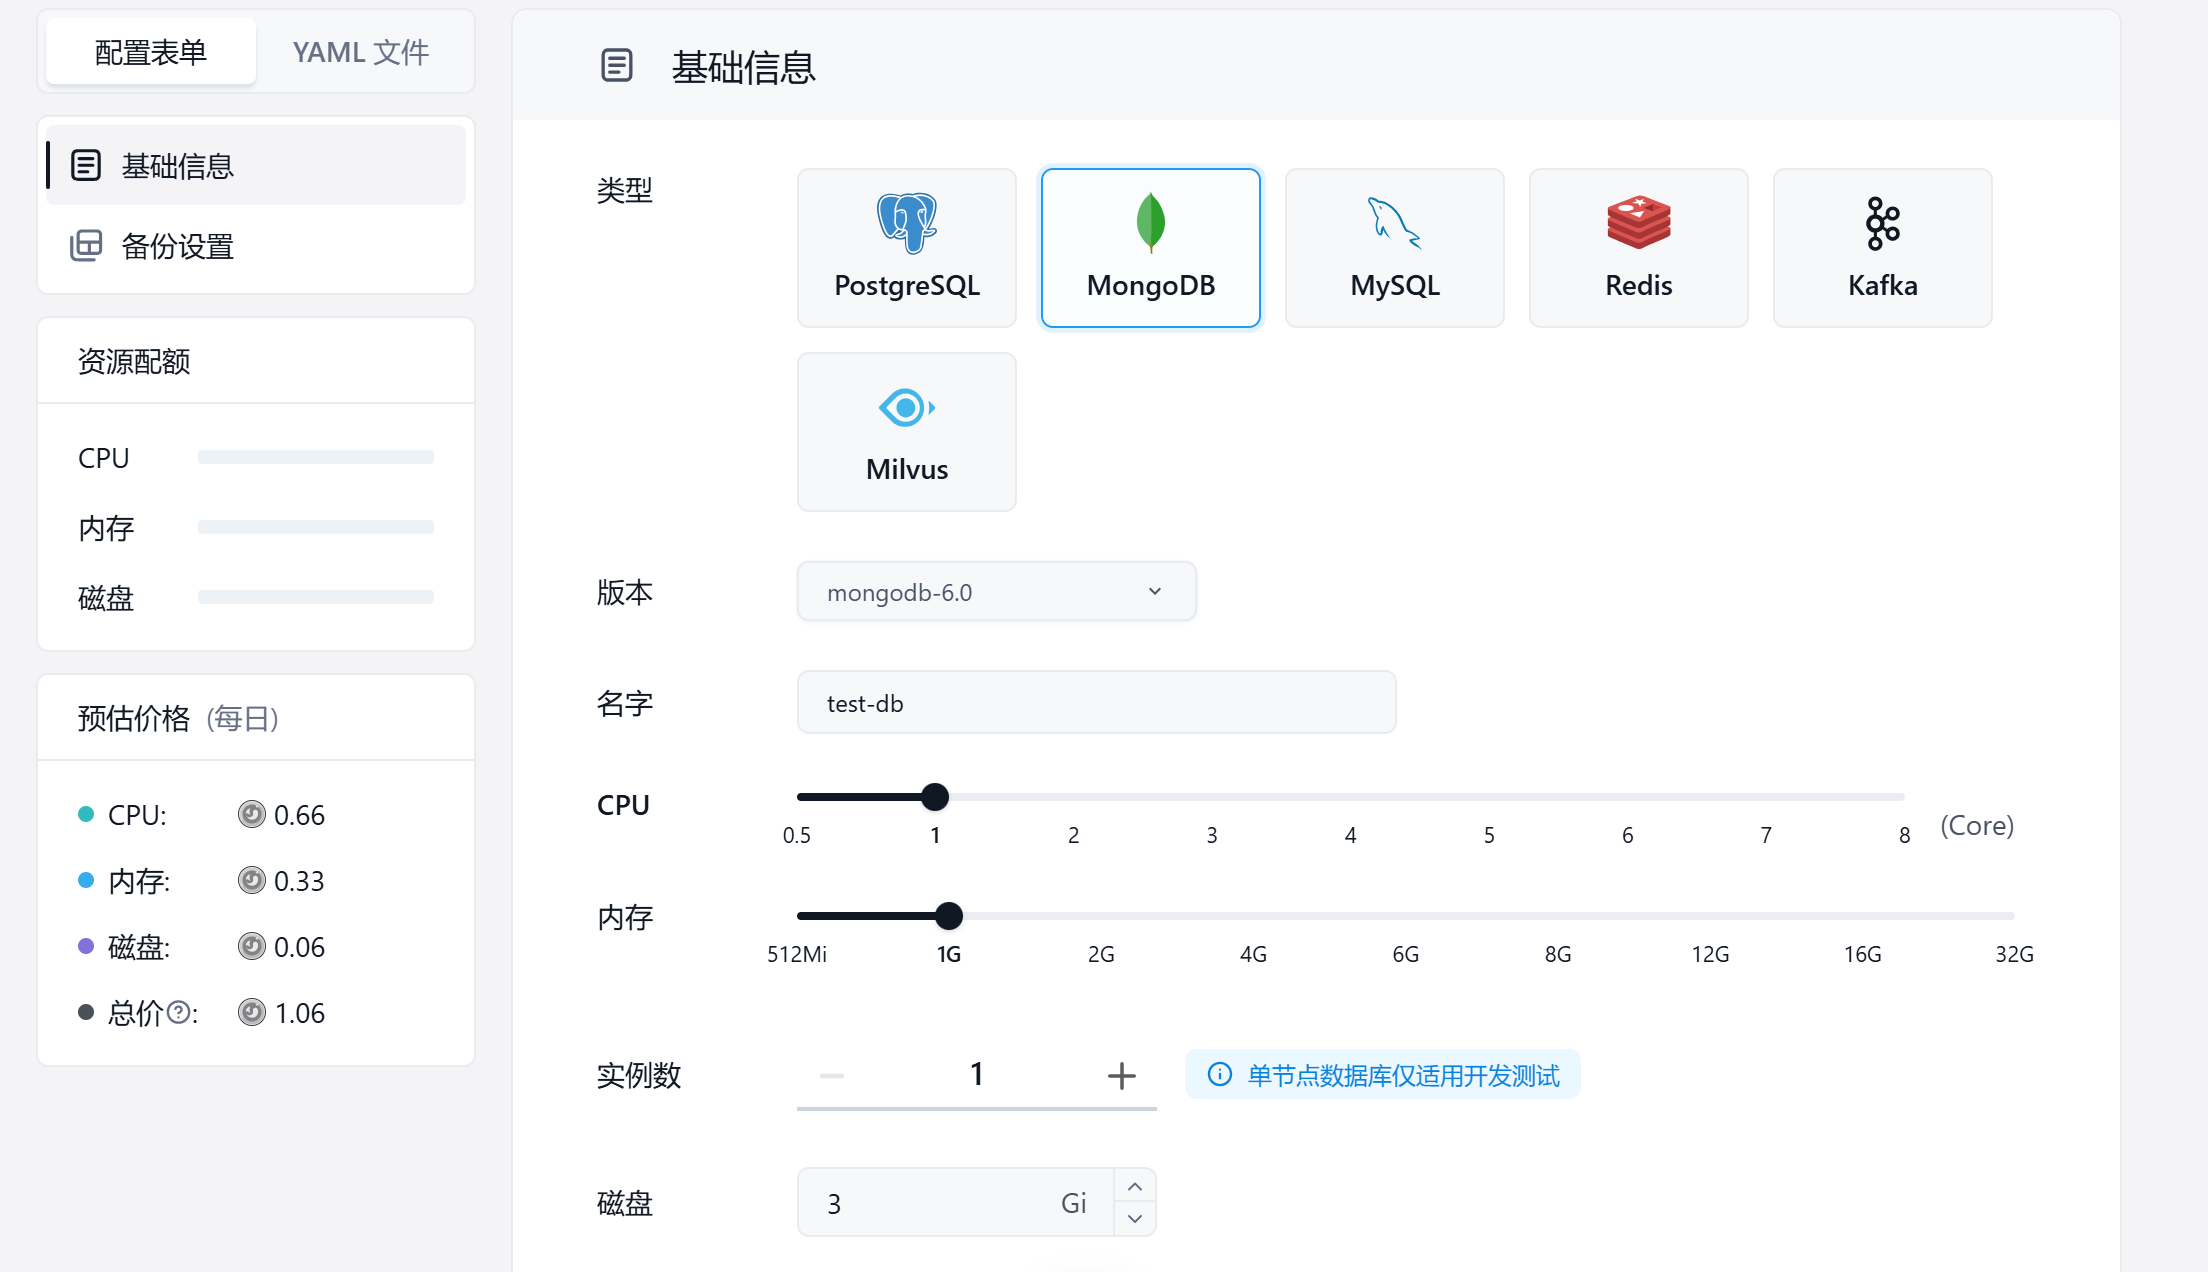 配置表单
YAML 文件
基础信息
备份设置
资源配额
CPU
内存
磁盘
预估价格 (每日)
CPU: 0.66
内存: 0.33
磁盘: 0.06
总价?: 1.06
基础信息
类型
PostgreSQL
MongoDB
MySQL
Redis
Kafka
Milvus
版本
mongodb-6.0
名字
test-db
CPU
0.5 1 2 3 4 5 6 7 8 (Core)
内存
512Mi 1G 2G 4G 6G 8G 12G 16G 32G
实例数
1
单节点数据库仅适用开发测试
磁盘
3 Gi